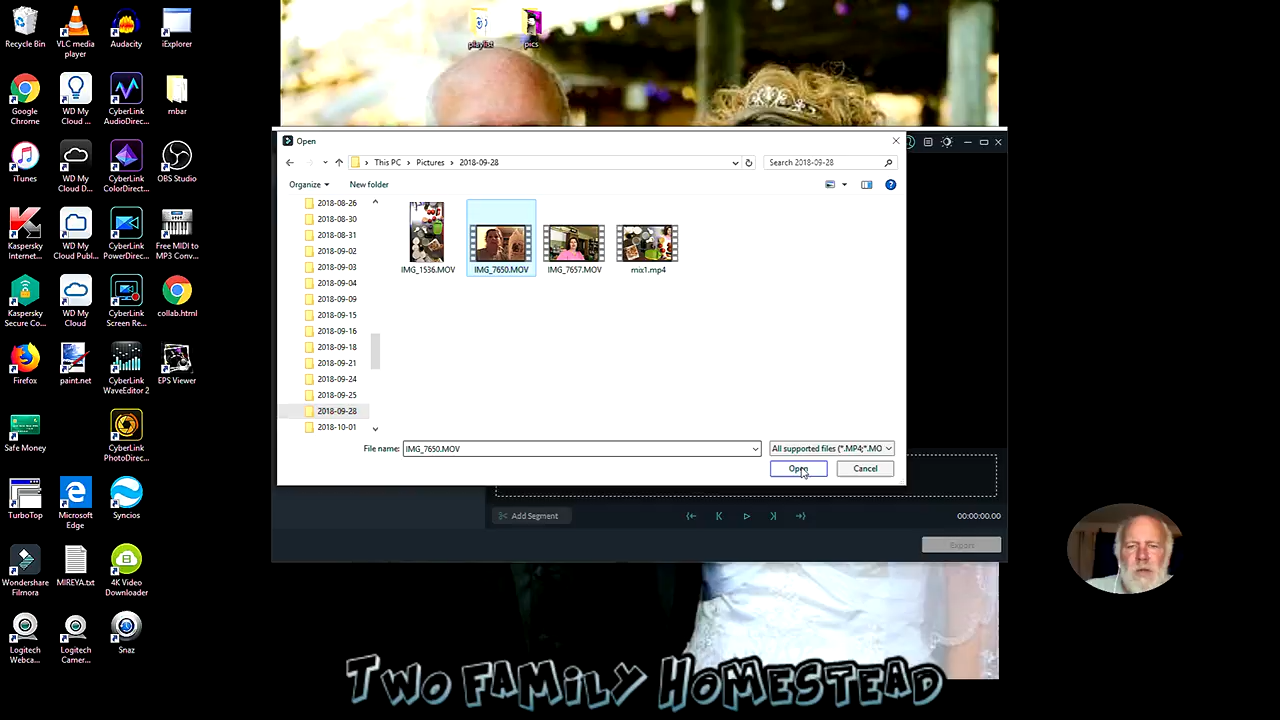 Recycle Bin
VLC media
player
Audacity
iExplorer
playlist
pics
Google
Chrome
WD My
Cloud ...
CyberLink
AudioDirec...
mbar
iTunes
WD My
Cloud D...
CyberLink
ColorDirect...
OBS Studio
Kaspersky
Internet...
WD My
Cloud Publ...
CyberLink
PowerDirec...
Free MIDI to
MP3 Conv...
Kaspersky
Secure Co...
WD My
Cloud
CyberLink
Screen Re...
collab.html
Firefox
paint.net
CyberLink
WaveEditor 2
EPS Viewer
Safe Money
CyberLink
PhotoDirec...
TurboTop
Microsoft
Edge
Syncios
Wondershare
Filmora
MIREYA.txt
4K Video
Downloader
Logitech
Webca...
Logitech
Camer...
Snaz
Open
This PC > Pictures > 2018-09-28
Search 2018-09-28
Organize
New folder
2018-08-26
2018-08-30
2018-08-31
2018-09-02
2018-09-03
2018-09-04
2018-09-09
2018-09-15
2018-09-16
2018-09-18
2018-09-21
2018-09-24
2018-09-25
2018-09-28
2018-10-01
IMG_1536.MOV
IMG_7650.MOV
IMG_7657.MOV
mix1.mp4
File name: IMG_7650.MOV
All supported files (*.MP4;*.MO
Open
Cancel
Add Segment
00:00:00.00
Export
Two Family Homestead